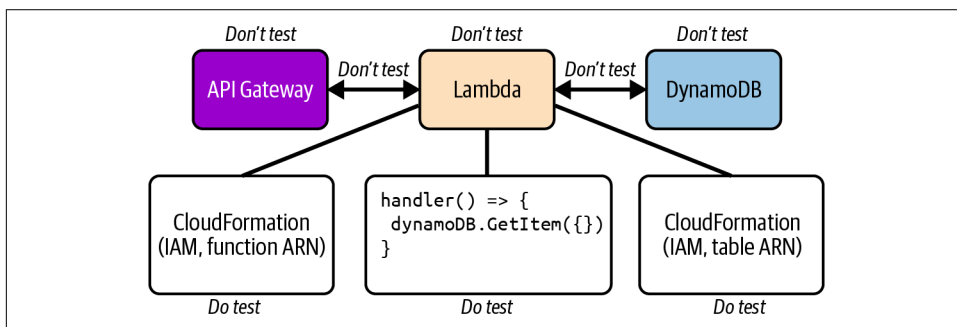 Don't test
Don't test
Don't test
API Gateway
Don't test
Lambda
Don't test
DynamoDB
CloudFormation
(IAM, function ARN)
handler() => {
 dynamoDB.GetItem({})
}
CloudFormation
(IAM, table ARN)
Do test
Do test
Do test